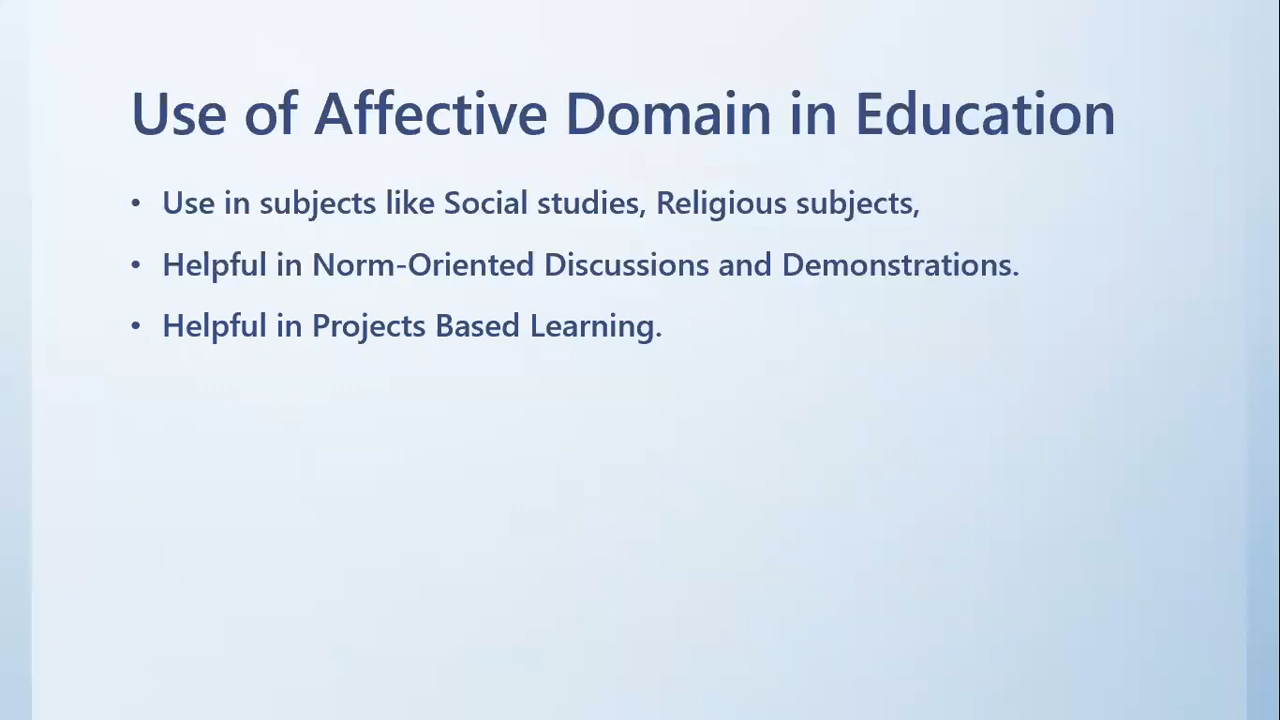 Use of Affective Domain in Education
• Use in subjects like Social studies, Religious subjects,
• Helpful in Norm-Oriented Discussions and Demonstrations.
• Helpful in Projects Based Learning.